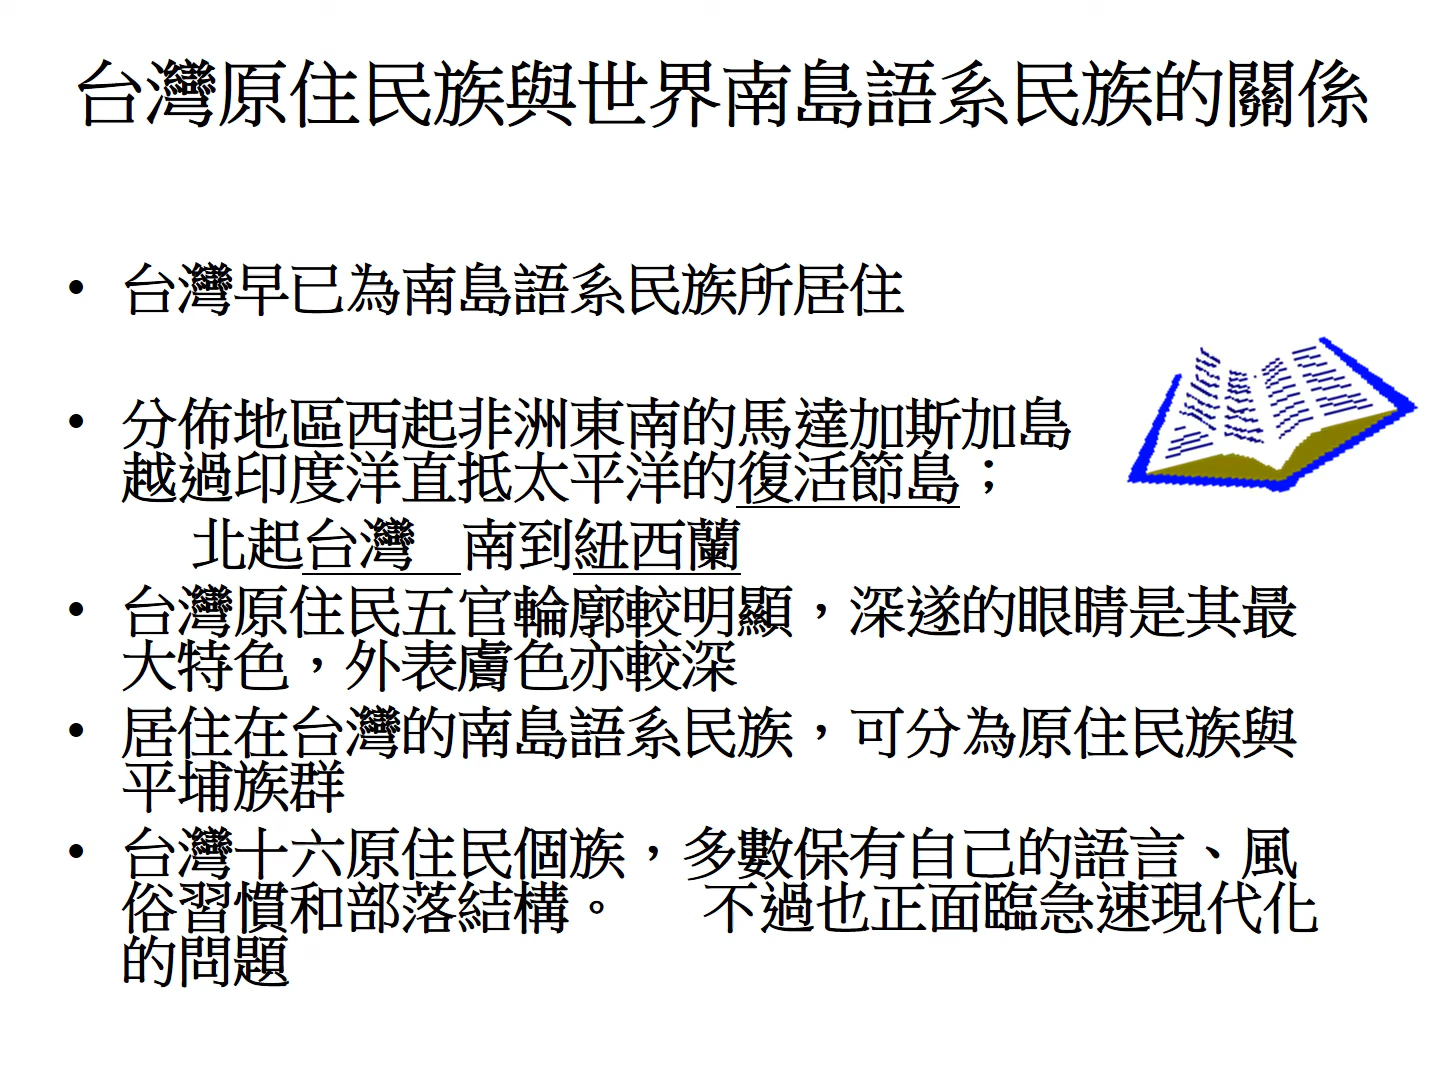 台灣原住民族與世界南島語系民族的關係
• 台灣早已為南島語系民族所居住
• 分佈地區西起非洲東南的馬達加斯加島
越過印度洋直抵太平洋的復活節島；
北起台灣 南到紐西蘭
• 台灣原住民五官輪廓較明顯，深遂的眼睛是其最
大特色，外表膚色亦較深
• 居住在台灣的南島語系民族，可分為原住民族與
平埔族群
• 台灣十六原住民個族，多數保有自己的語言、風
俗習慣和部落結構。 不過也正面臨急速現代化
的問題